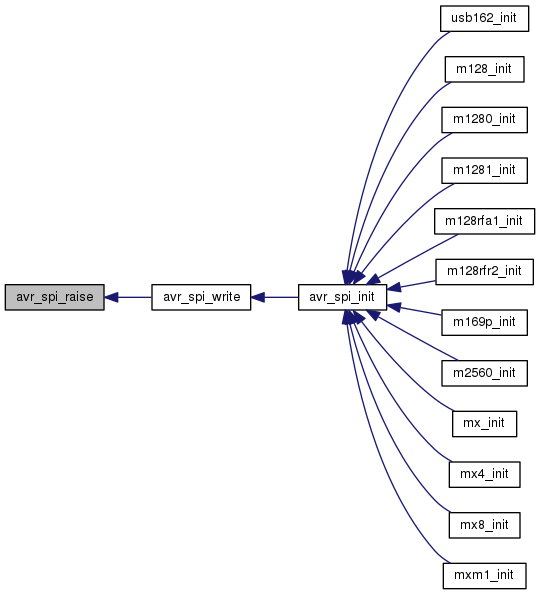 usb162_init
m128_init
m1280_init
m1281_init
m128rfa1_init
m128rfr2_init
avr_spi_raise
avr_spi_write
avr_spi_init
m169p_init
m2560_init
mx_init
mx4_init
mx8_init
mxm1_init